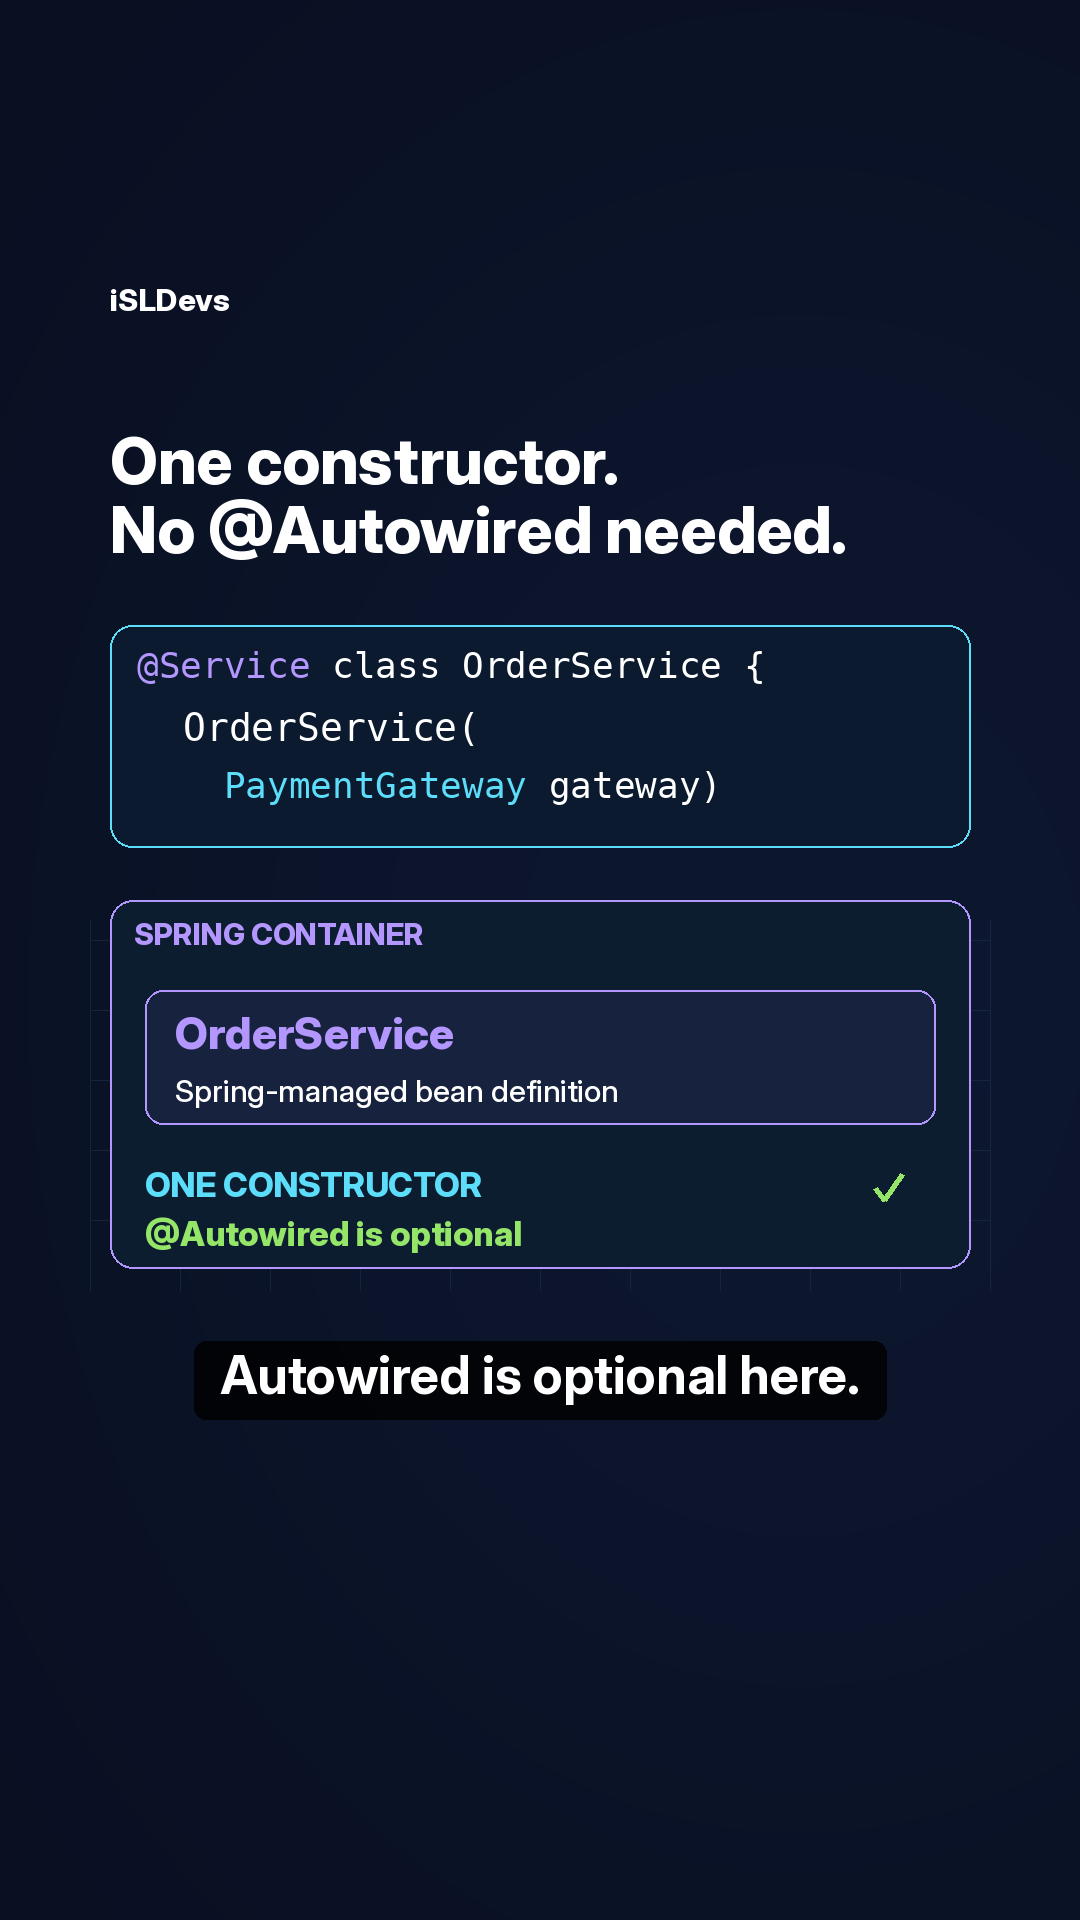 iSLDevs
One constructor.
No @Autowired needed.
@Service class OrderService {
OrderService(
PaymentGateway gateway)
SPRING CONTAINER
OrderService
Spring-managed bean definition
ONE CONSTRUCTOR
@Autowired is optional
Autowired is optional here.